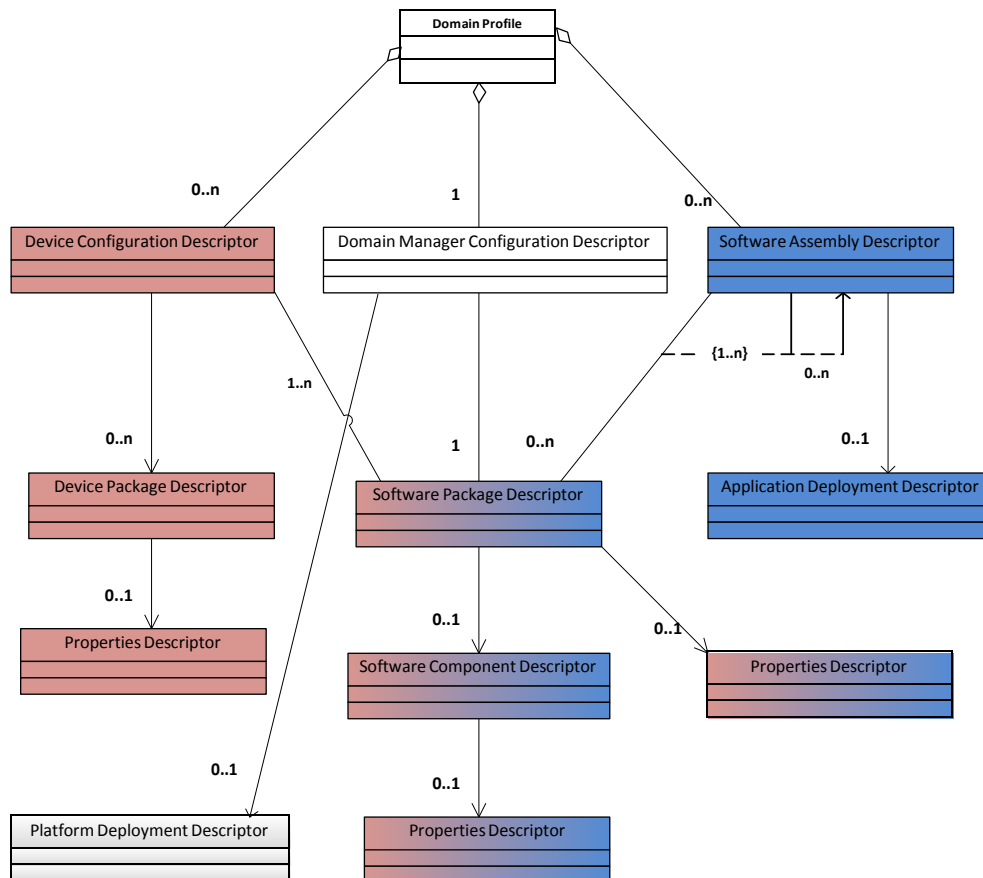 Domain Profile
0..n
1
0..n
Device Configuration Descriptor
Domain Manager Configuration Descriptor
Software Assembly Descriptor
{1..n}
0..n
1..n
0..n
1
0..n
0..1
Device Package Descriptor
Software Package Descriptor
Application Deployment Descriptor
0..1
0..1
0..1
Properties Descriptor
Software Component Descriptor
Properties Descriptor
0..1
0..1
Platform Deployment Descriptor
Properties Descriptor